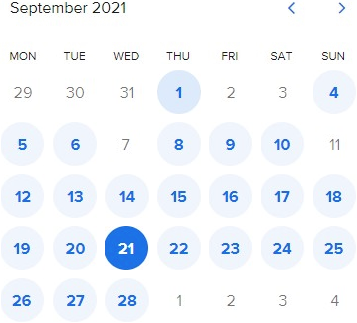 September 2021
MON TUE WED THU FRI SAT SUN
29 30 31 1 2 3 4
5 6 7 8 9 10 11
12 13 14 15 16 17 18
19 20 21 22 23 24 25
26 27 28 1 2 3 4